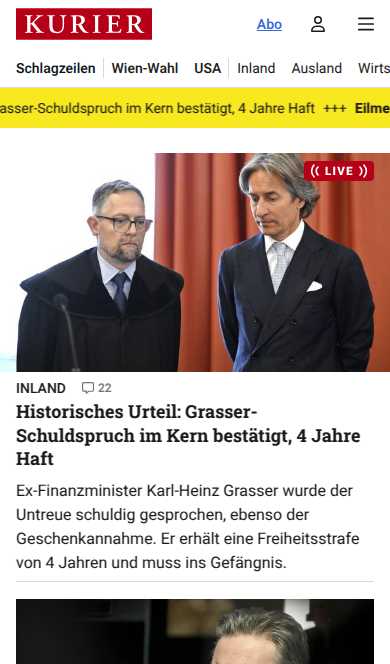 KURIER
Abo
Schlagzeilen Wien-Wahl USA Inland Ausland Wirts
asser-Schuldspruch im Kern bestätigt, 4 Jahre Haft +++ Eilme
(( LIVE ))
INLAND 22
Historisches Urteil: Grasser-
Schuldspruch im Kern bestätigt, 4 Jahre
Haft
Ex-Finanzminister Karl-Heinz Grasser wurde der
Untreue schuldig gesprochen, ebenso der
Geschenkannahme. Er erhält eine Freiheitsstrafe
von 4 Jahren und muss ins Gefängnis.